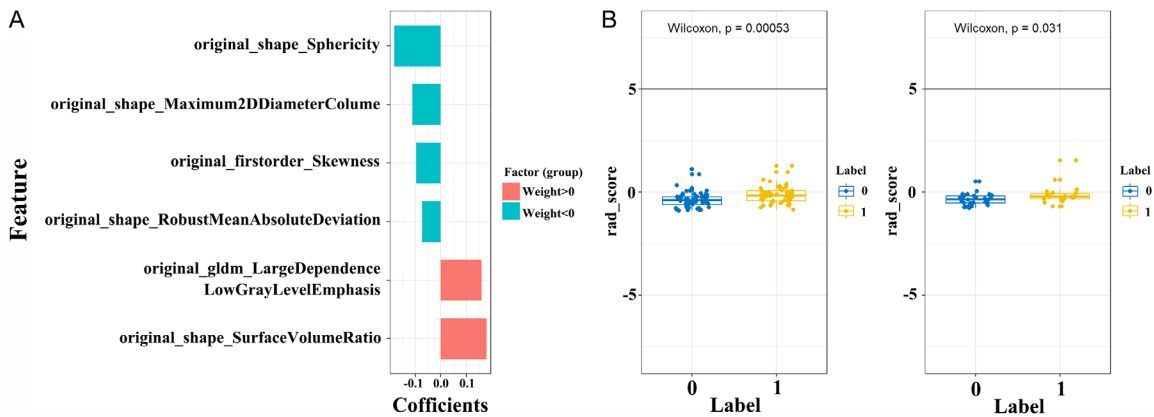 A
Feature
original_shape_Sphericity
original_shape_Maximum2DDiameterColume
original_firstorder_Skewness
original_shape_RobustMeanAbsoluteDeviation
original_gldm_LargeDependence
LowGrayLevelEmphasis
original_shape_SurfaceVolumeRatio
-0.1 0.0 0.1
Cofficients
Factor (group)
Weight>0
Weight<0
B
Wilcoxon, p = 0.00053
rad_score
5
0
-5
0 1
Label
Label
0
1
Wilcoxon, p = 0.031
rad_score
5
0
-5
0 1
Label
Label
0
1